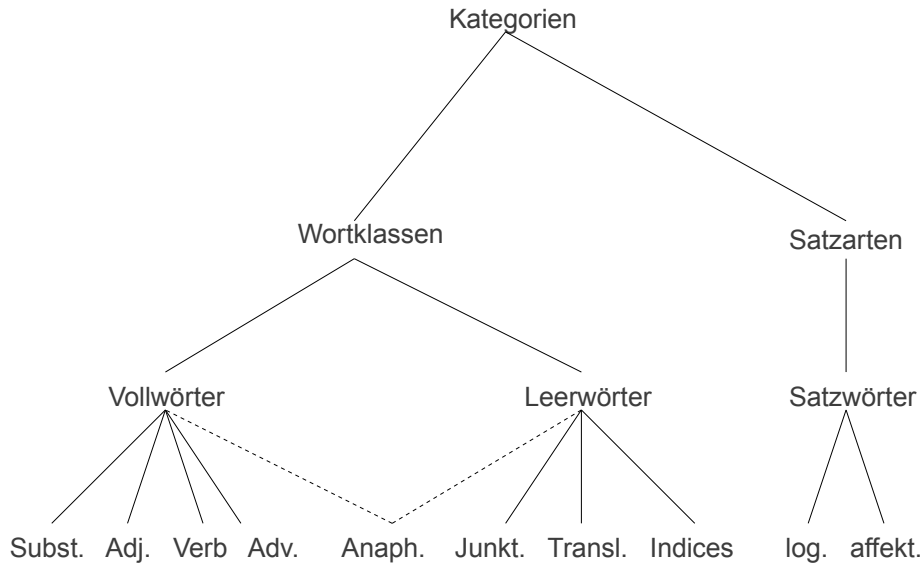 Kategorien
Wortklassen Satzarten
Vollwörter Leerwörter Satzwörter
Subst. Adj. Verb Adv. Anaph. Junkt. Transl. Indices log. affekt.